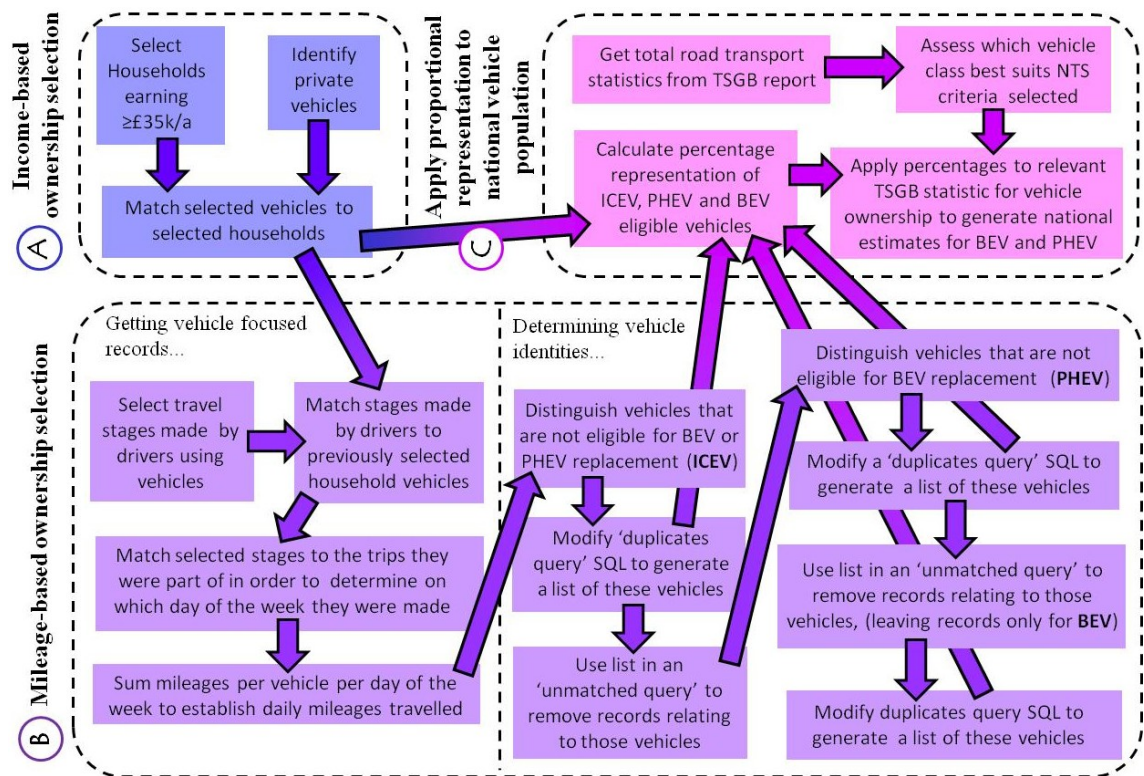 Income-based
ownership selection
A
Select
Households
earning
≥£35k/a
Identify
private
vehicles
Match selected vehicles to
selected households
Apply proportional
representation to
national vehicle
population
C
Get total road transport
statistics from TSGB report
Assess which vehicle
class best suits NTS
criteria selected
Calculate percentage
representation of
ICEV, PHEV and BEV
eligible vehicles
Apply percentages to relevant
TSGB statistic for vehicle
ownership to generate national
estimates for BEV and PHEV
Mileage-based ownership selection
B
Getting vehicle focused
records...
Select travel
stages made by
drivers using
vehicles
Match stages made
by drivers to
previously selected
household vehicles
Match selected stages to the trips they
were part of in order to determine on
which day of the week they were made
Sum mileages per vehicle per day of the
week to establish daily mileages travelled
Determining vehicle
identities...
Distinguish vehicles that
are not eligible for BEV or
PHEV replacement (ICEV)
Modify ‘duplicates
query’ SQL to generate
a list of these vehicles
Use list in an
‘unmatched query’ to
remove records relating
to those vehicles
Distinguish vehicles that are not
eligible for BEV replacement (PHEV)
Modify a ‘duplicates query’ SQL to
generate a list of these vehicles
Use list in an ‘unmatched query’ to
remove records relating to those
vehicles, (leaving records only for BEV)
Modify duplicates query SQL to
generate a list of these vehicles